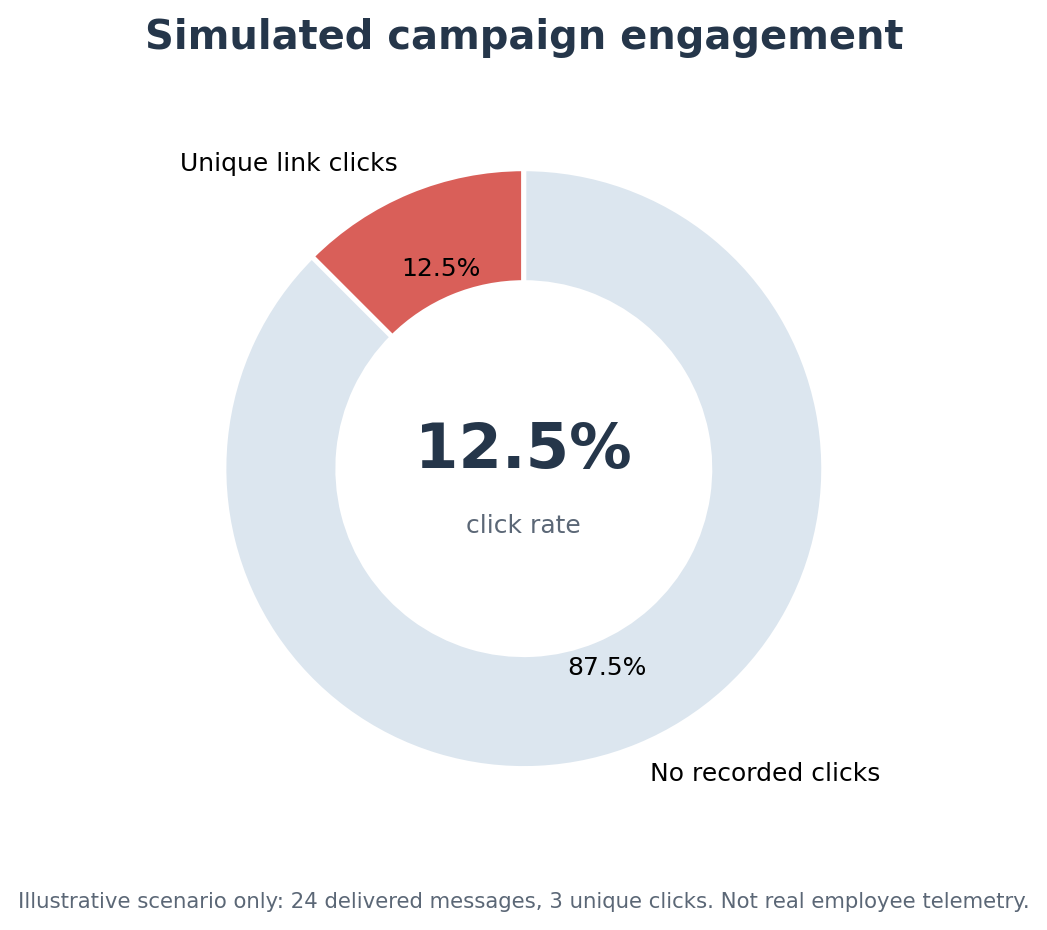 Simulated campaign engagement
Unique link clicks
12.5%
12.5%
click rate
87.5%
No recorded clicks
Illustrative scenario only: 24 delivered messages, 3 unique clicks. Not real employee telemetry.